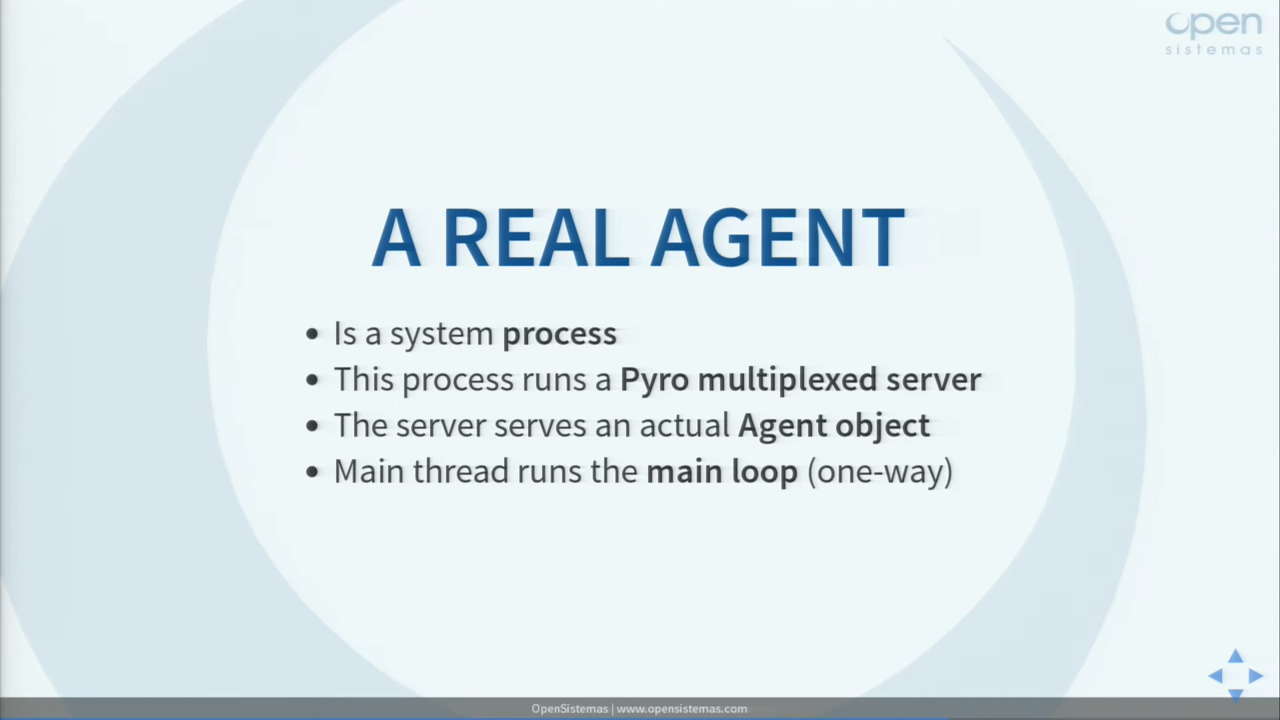 open
sistemas
A REAL AGENT
• Is a system process
• This process runs a Pyro multiplexed server
• The server serves an actual Agent object
• Main thread runs the main loop (one-way)
OpenSistemas | www.opensistemas.com